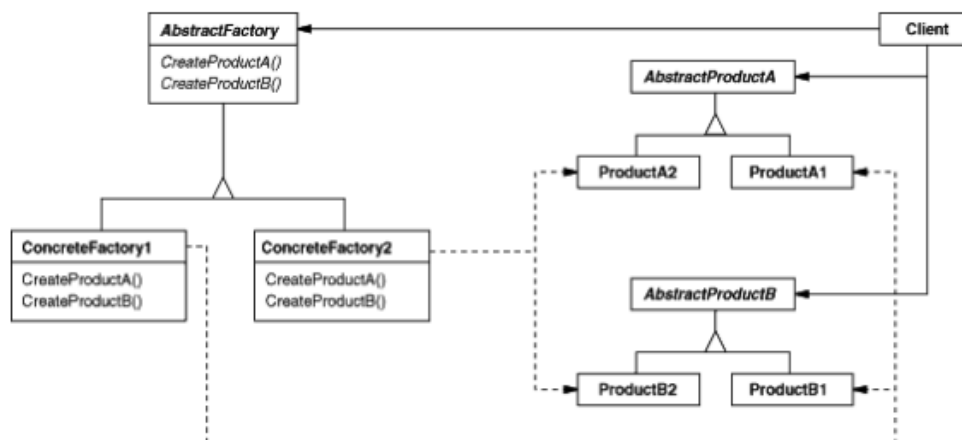 AbstractFactory
CreateProductA()
CreateProductB()
Client
AbstractProductA
ProductA2
ProductA1
ConcreteFactory1
CreateProductA()
CreateProductB()
ConcreteFactory2
CreateProductA()
CreateProductB()
AbstractProductB
ProductB2
ProductB1